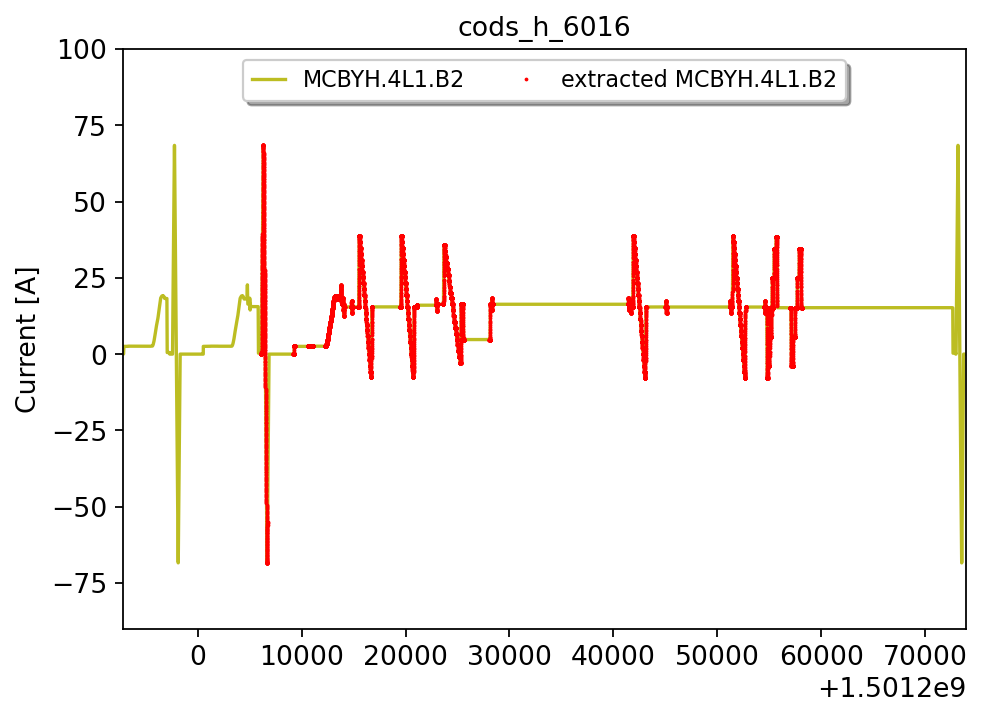 cods_h_6016
MCBYH.4L1.B2
extracted MCBYH.4L1.B2
Current [A]
100
75
50
25
0
−25
−50
−75
0 10000 20000 30000 40000 50000 60000 70000
+1.5012e9